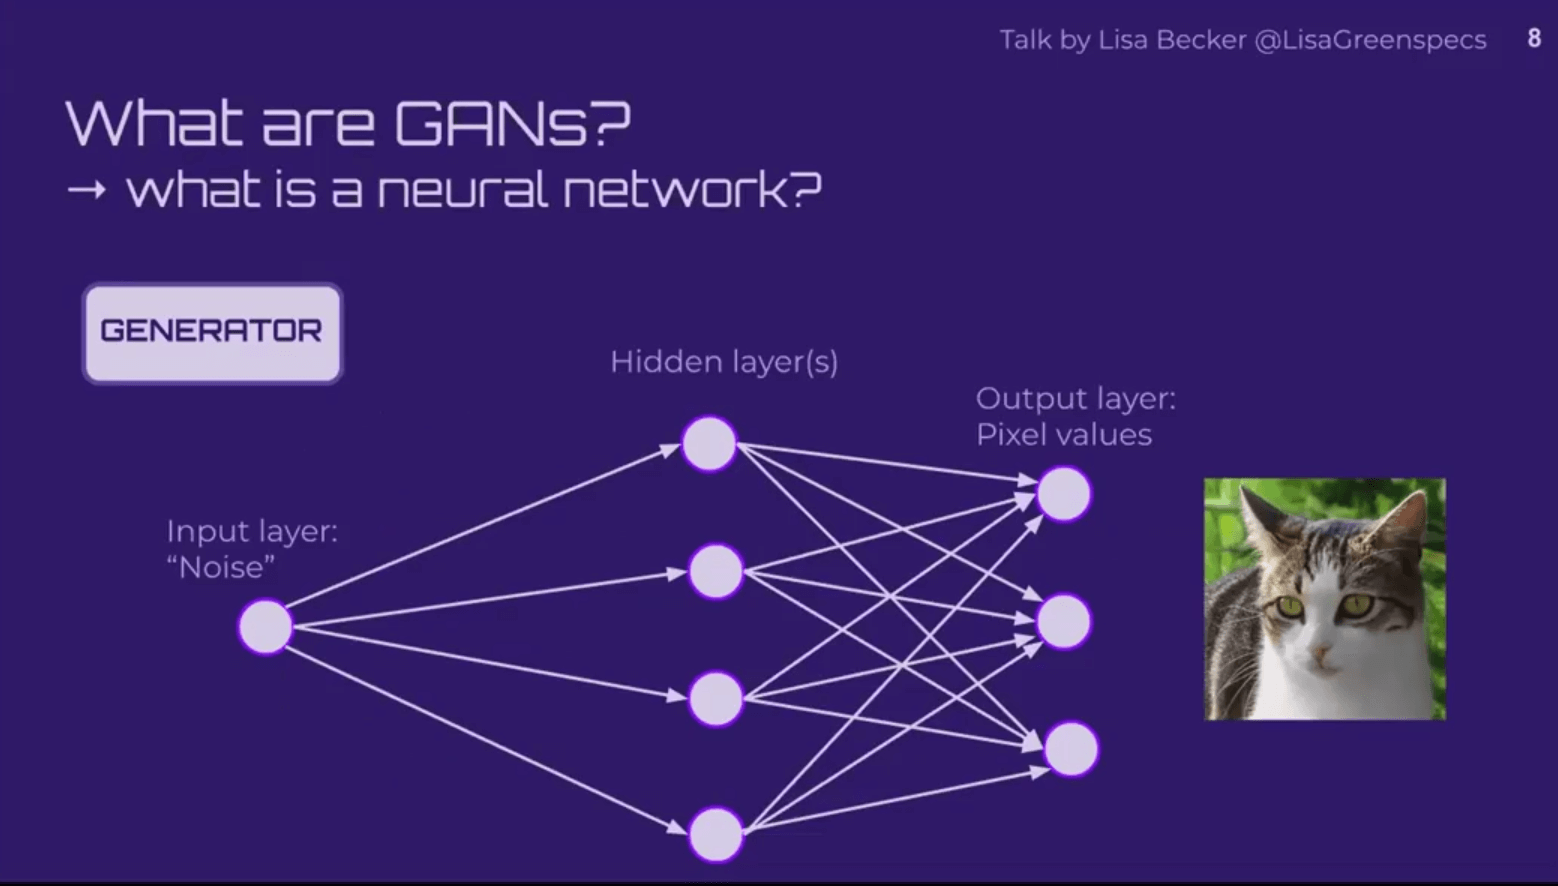 Talk by Lisa Becker @LisaGreenspecs 8
What are GANs?
→ what is a neural network?
GENERATOR
Hidden layer(s)
Output layer:
Pixel values
Input layer:
“Noise”